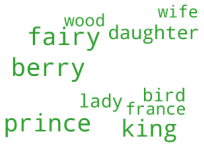 wife
wood
fairy daughter
berry
lady bird
france
prince king